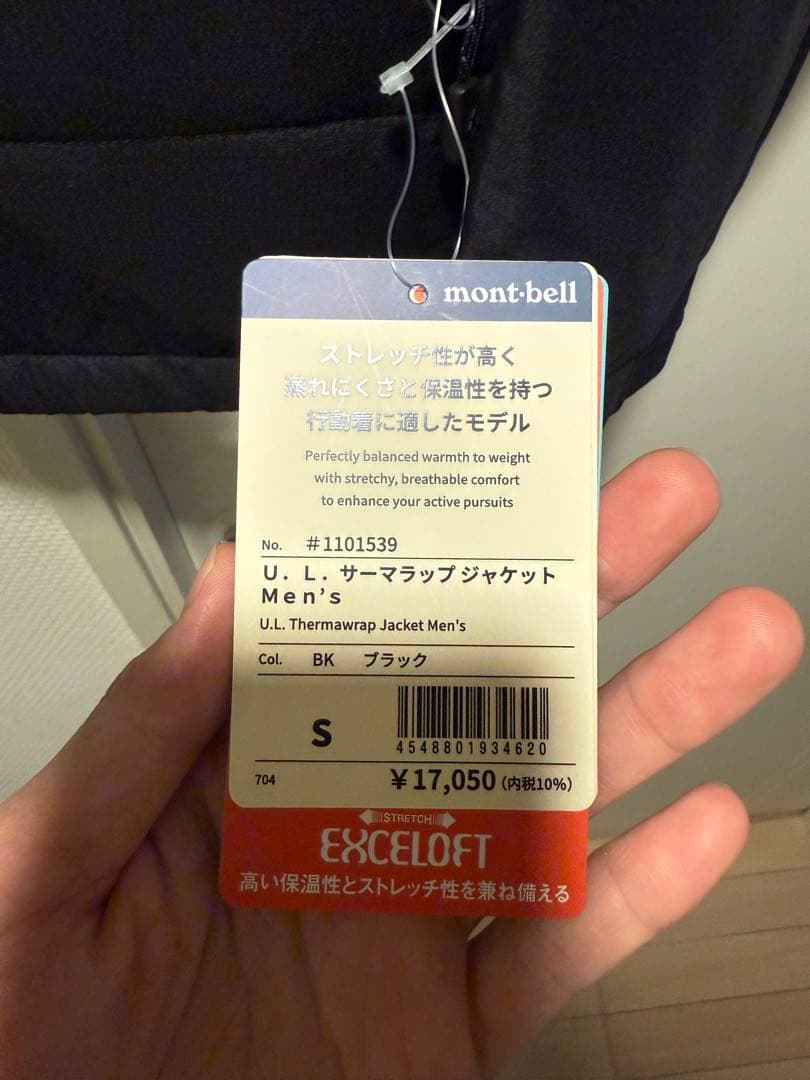 mont·bell
ストレッチ性が高く
蒸れにくさと保温性を持つ
行動着に適したモデル
Perfectly balanced warmth to weight
with stretchy, breathable comfort
to enhance your active pursuits
No. #1101539
U．L．サーマラップ ジャケット
Men’s
U.L. Thermawrap Jacket Men's
Col. BK ブラック
S
4548801934620
704 ¥17,050 (内税10%)
STRETCH
EXCELOFT
高い保温性とストレッチ性を兼ね備える